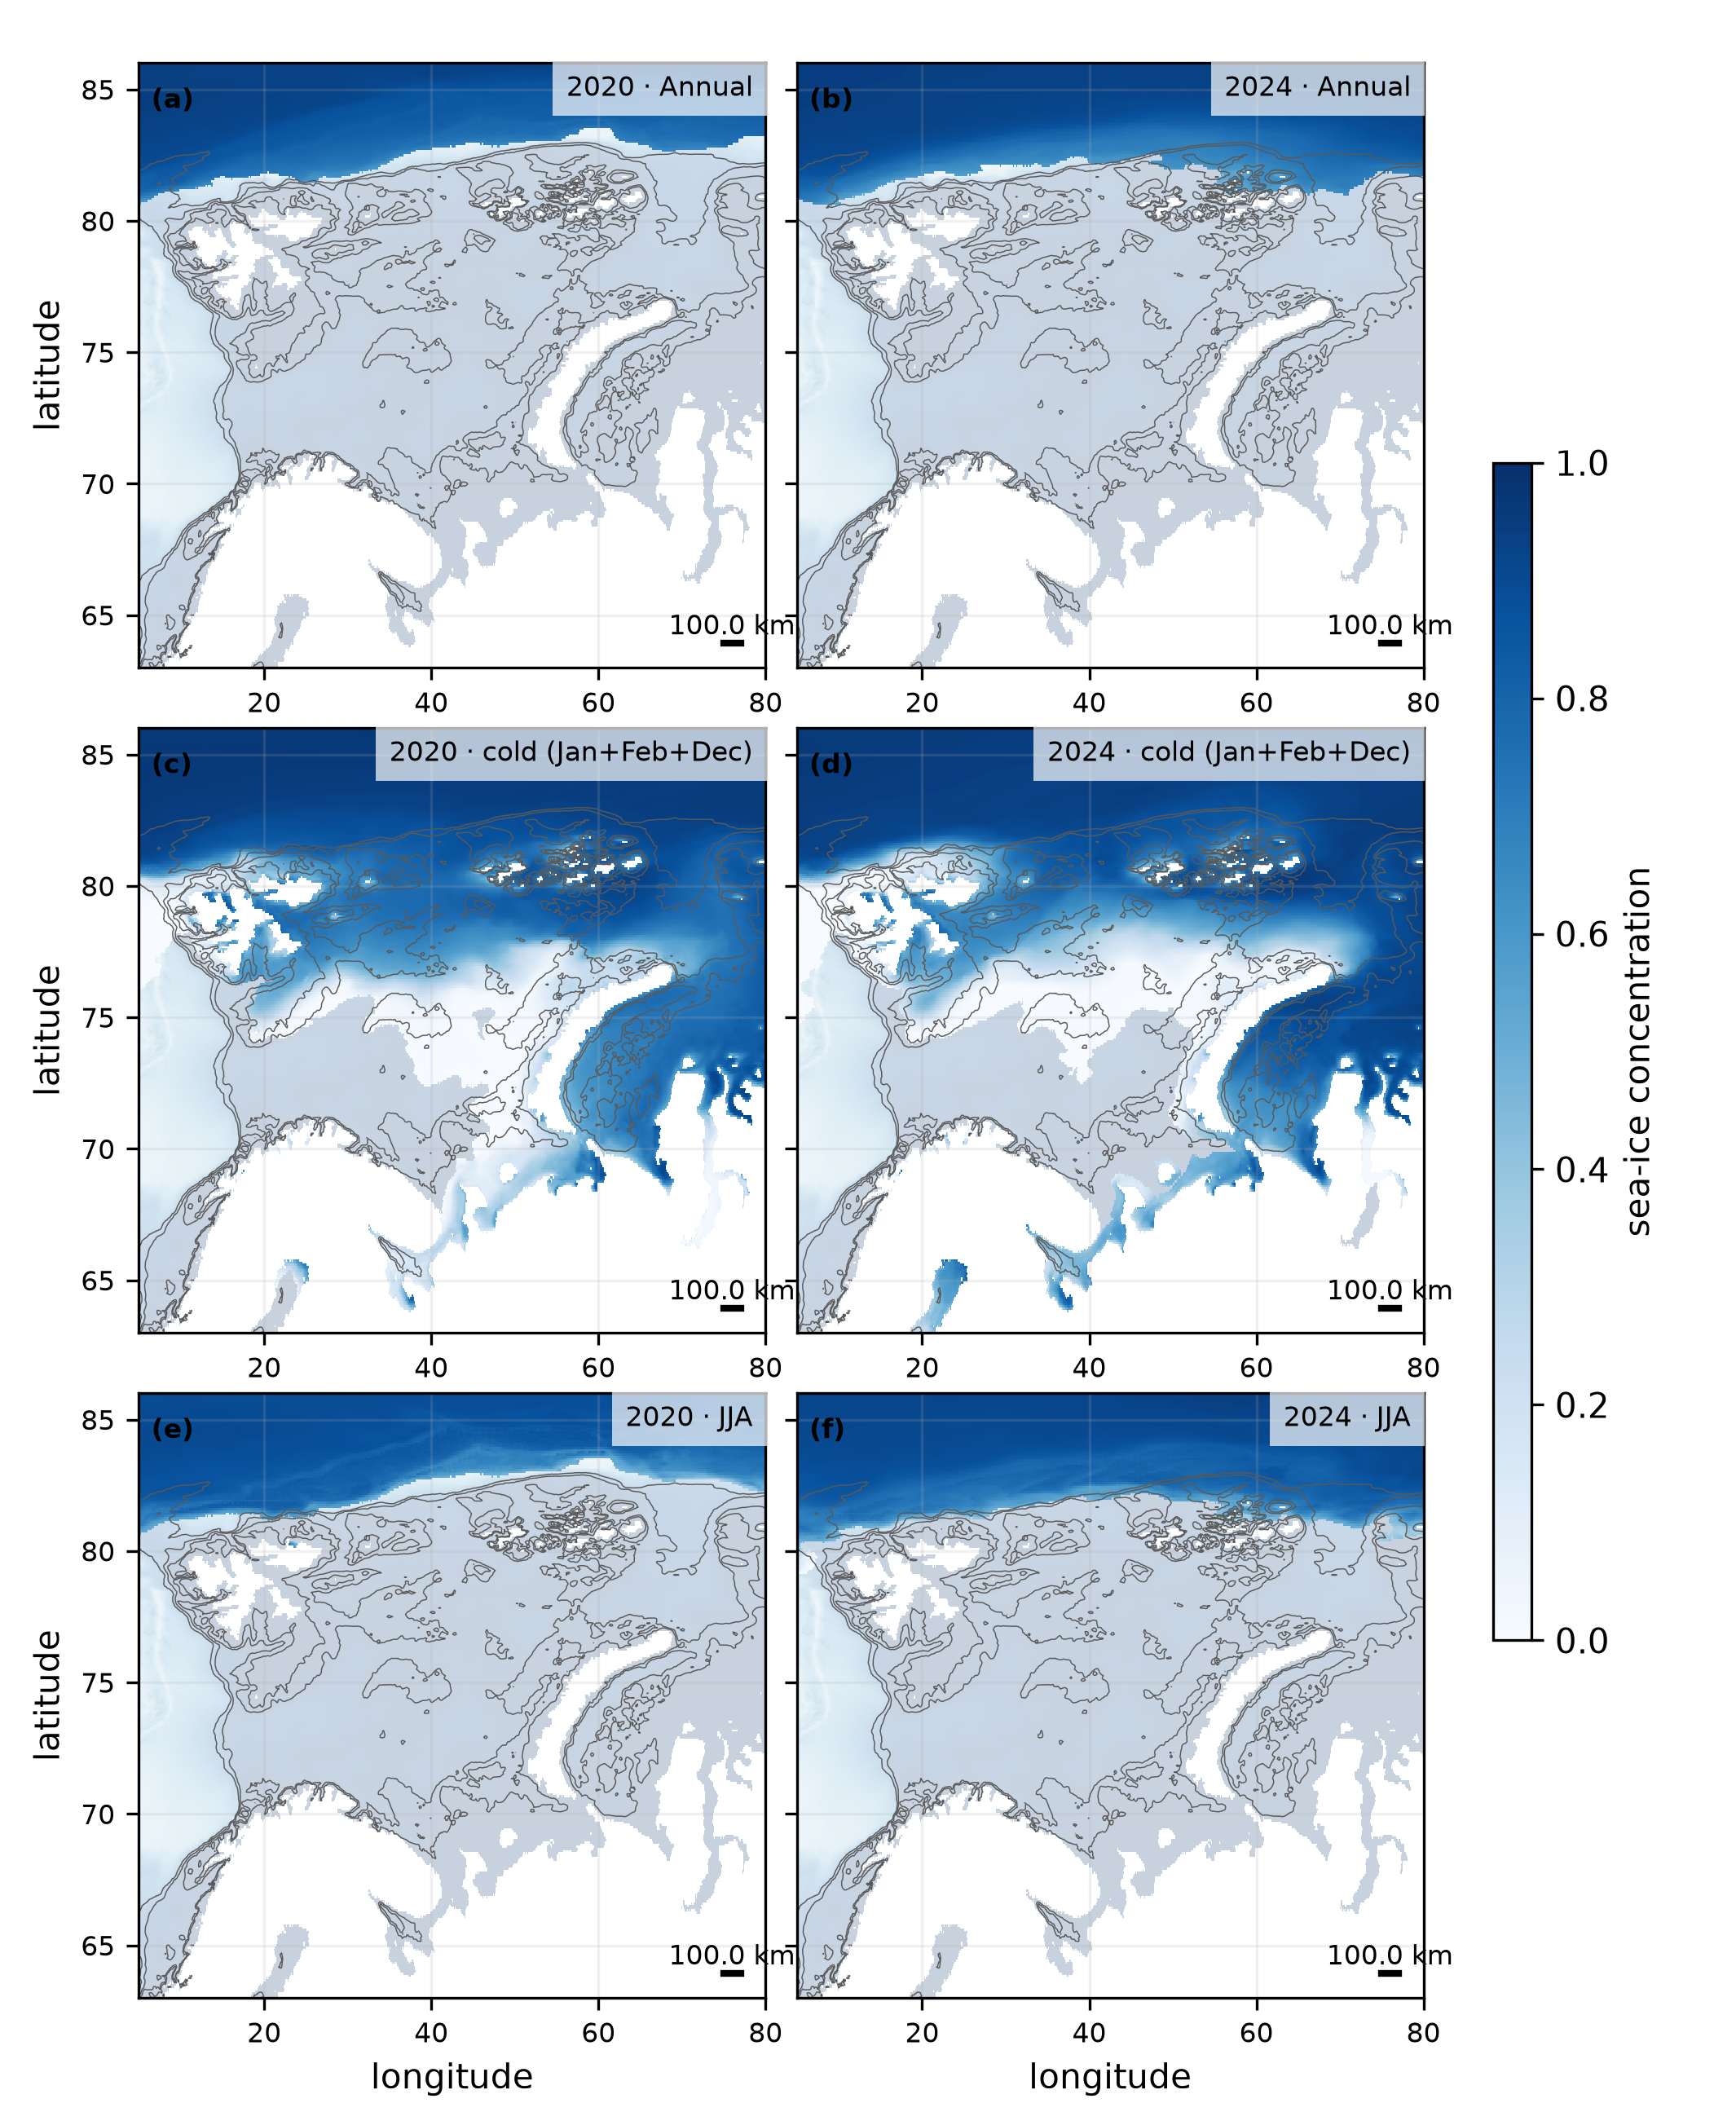 (a)
2020 · Annual
(b)
2024 · Annual
85
80
75
70
65
latitude
100.0 km
100.0 km
20
40
60
80
20
40
60
80
(c)
2020 · cold (Jan+Feb+Dec)
(d)
2024 · cold (Jan+Feb+Dec)
85
80
75
70
65
latitude
100.0 km
100.0 km
20
40
60
80
20
40
60
80
(e)
2020 · JJA
(f)
2024 · JJA
85
80
75
70
65
latitude
100.0 km
100.0 km
20
40
60
80
20
40
60
80
longitude
longitude
1.0
0.8
0.6
0.4
0.2
0.0
sea-ice concentration